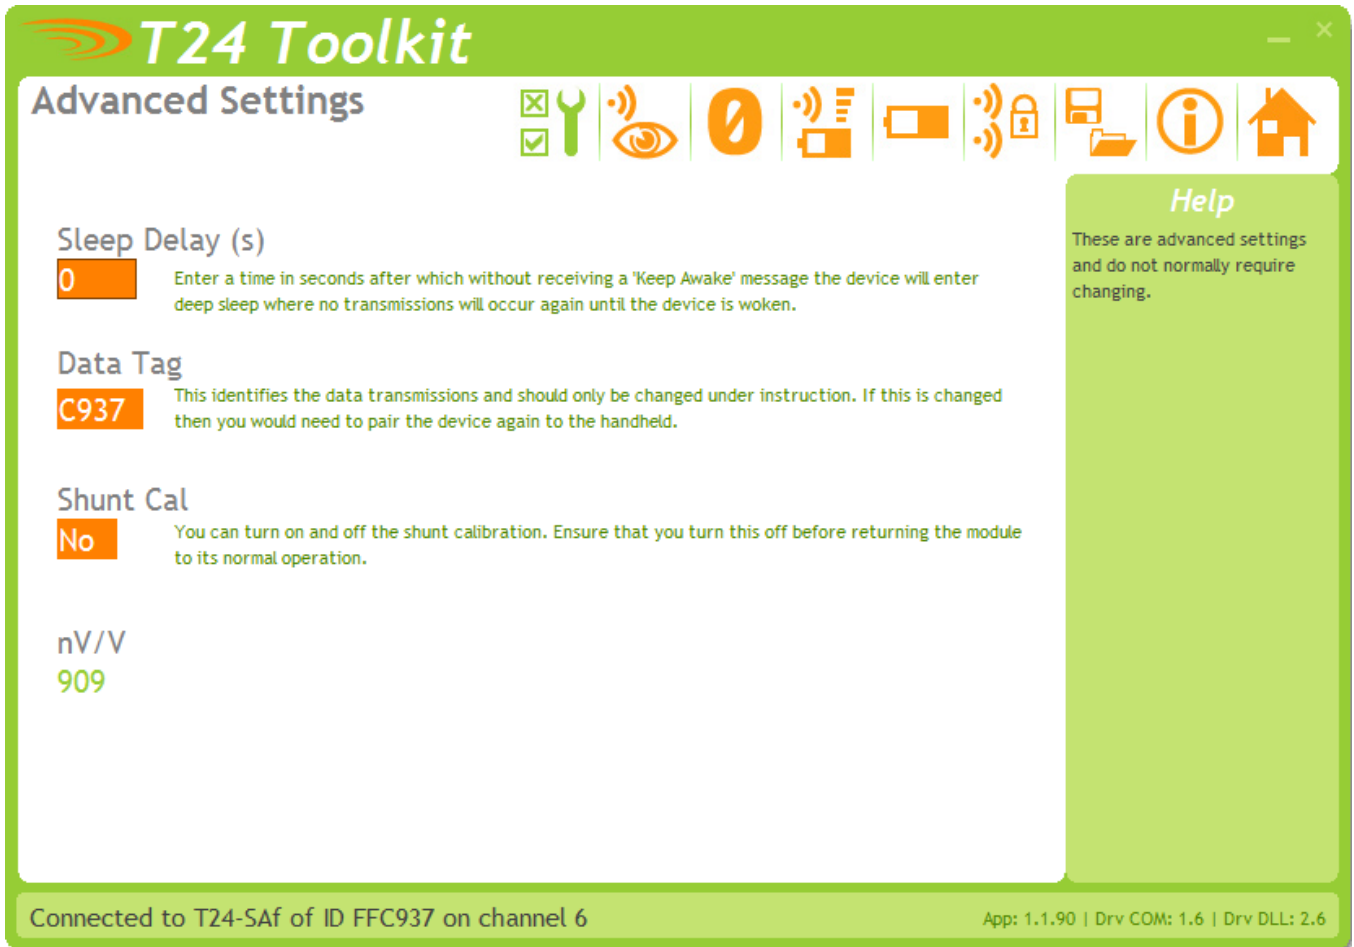 T24 Toolkit
Advanced Settings
0
Sleep Delay (s)
0
Enter a time in seconds after which without receiving a 'Keep Awake' message the device will enter
deep sleep where no transmissions will occur again until the device is woken.
Data Tag
C937
This identifies the data transmissions and should only be changed under instruction. If this is changed
then you would need to pair the device again to the handheld.
Shunt Cal
No
You can turn on and off the shunt calibration. Ensure that you turn this off before returning the module
to its normal operation.
nV/V
909
Help
These are advanced settings
and do not normally require
changing.
Connected to T24-SAf of ID FFC937 on channel 6
App: 1.1.90 | Drv COM: 1.6 | Drv DLL: 2.6